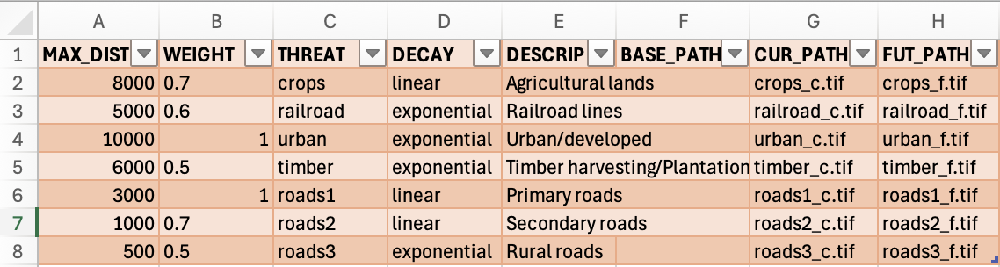 A B C D E F G H
1 MAX_DIST WEIGHT THREAT DECAY DESCRIP BASE_PATH CUR_PATH FUT_PATH
2 8000 0.7 crops linear Agricultural lands crops_c.tif crops_f.tif
3 5000 0.6 railroad exponential Railroad lines railroad_c.tif railroad_f.tif
4 10000 1 urban exponential Urban/developed urban_c.tif urban_f.tif
5 6000 0.5 timber exponential Timber harvesting/Plantation timber_c.tif timber_f.tif
6 3000 1 roads1 linear Primary roads roads1_c.tif roads1_f.tif
7 1000 0.7 roads2 linear Secondary roads roads2_c.tif roads2_f.tif
8 500 0.5 roads3 exponential Rural roads roads3_c.tif roads3_f.tif